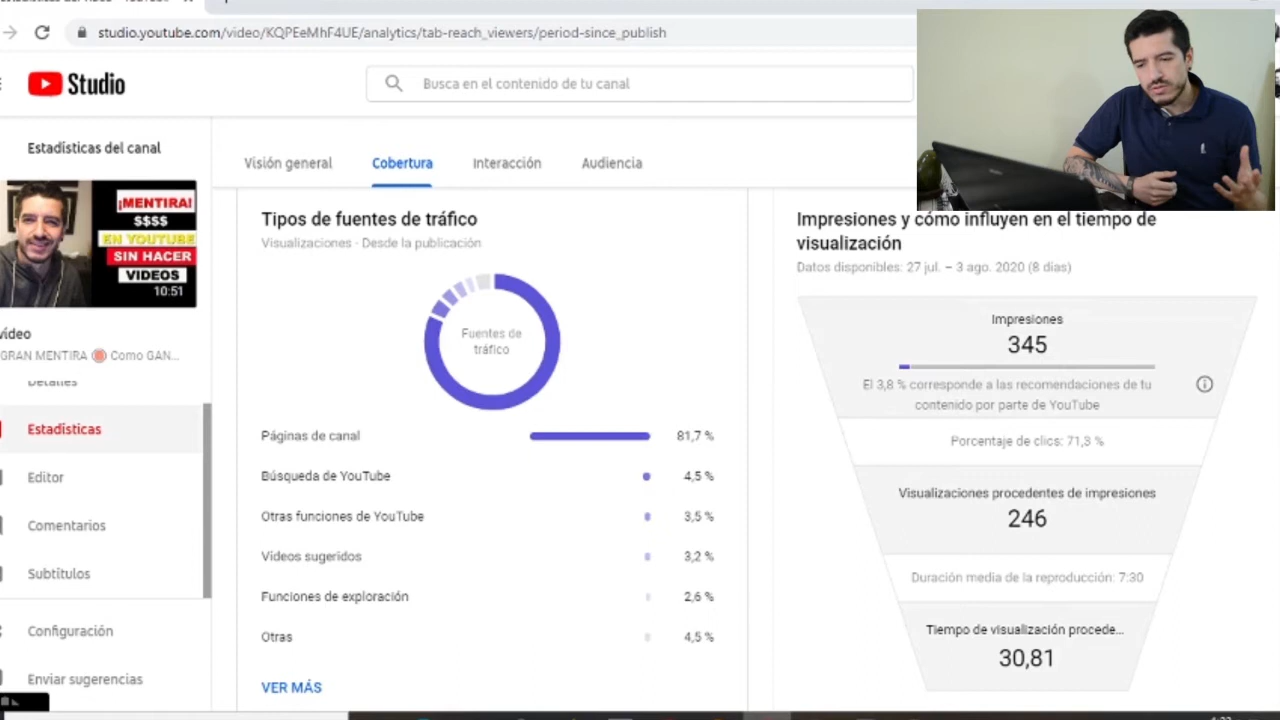 studio.youtube.com/video/KQPEeMhF4UE/analytics/tab-reach_viewers/period-since_publish
Studio
Busca en el contenido de tu canal
Estadísticas del canal
¡MENTIRA!
$$$$
EN YOUTUBE
SIN HACER
VIDEOS
10:51
vídeo
GRAN MENTIRA 🔴 Como GAN...
Detalles
Estadísticas
Editor
Comentarios
Subtítulos
Configuración
Enviar sugerencias
Visión general
Cobertura
Interacción
Audiencia
Tipos de fuentes de tráfico
Visualizaciones · Desde la publicación
Fuentes de
tráfico
Páginas de canal 81,7 %
Búsqueda de YouTube 4,5 %
Otras funciones de YouTube 3,5 %
Vídeos sugeridos 3,2 %
Funciones de exploración 2,6 %
Otras 4,5 %
VER MÁS
Impresiones y cómo influyen en el tiempo de
visualización
Datos disponibles: 27 jul. – 3 ago. 2020 (8 días)
Impresiones
345
El 3,8 % corresponde a las recomendaciones de tu
contenido por parte de YouTube
Porcentaje de clics: 71,3 %
Visualizaciones procedentes de impresiones
246
Duración media de la reproducción: 7:30
Tiempo de visualización procede...
30,81